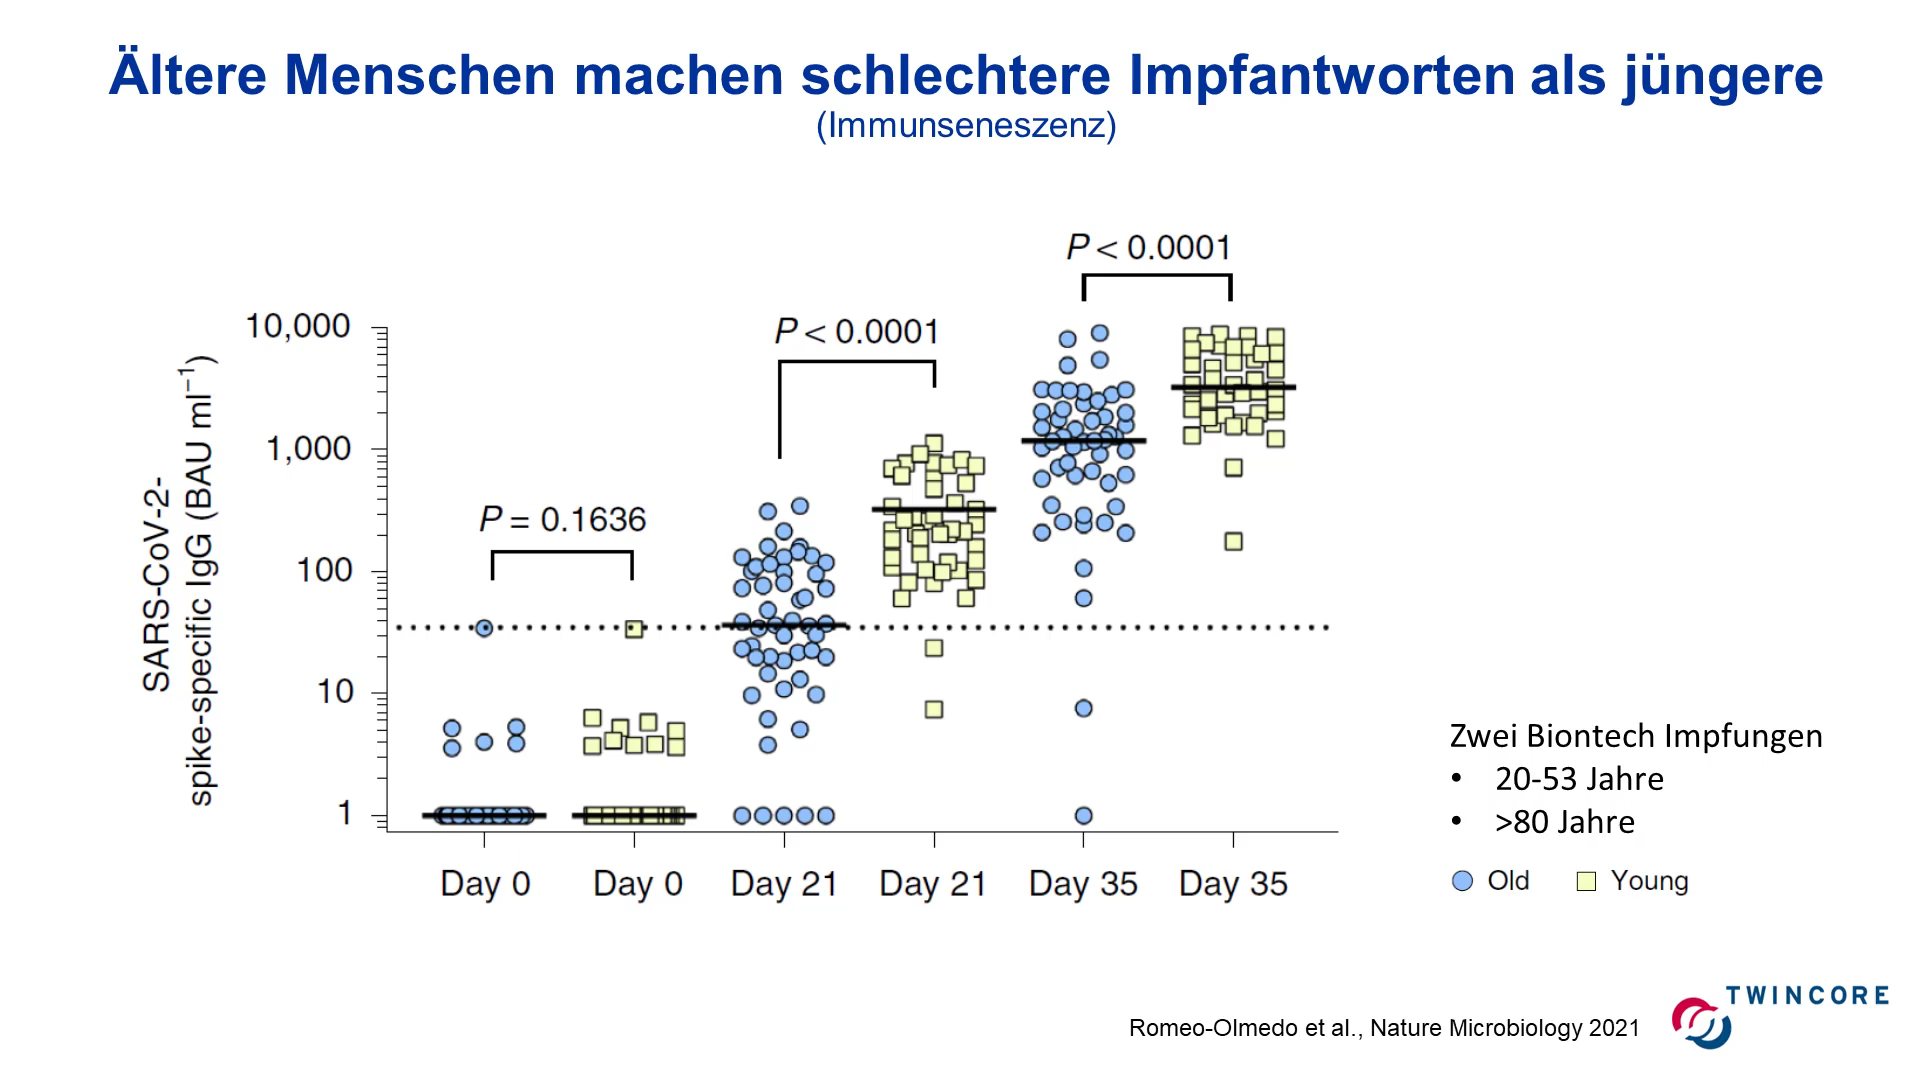 Ältere Menschen machen schlechtere Impfantworten als jüngere
(Immunseneszenz)
P < 0.0001
P < 0.0001
P = 0.1636
SARS-CoV-2-
spike-specific IgG (BAU ml⁻¹)
10,000
1,000
100
10
1
Day 0
Day 0
Day 21
Day 21
Day 35
Day 35
Zwei Biontech Impfungen
• 20-53 Jahre
• >80 Jahre
Old
Young
Romeo-Olmedo et al., Nature Microbiology 2021
TWINCORE